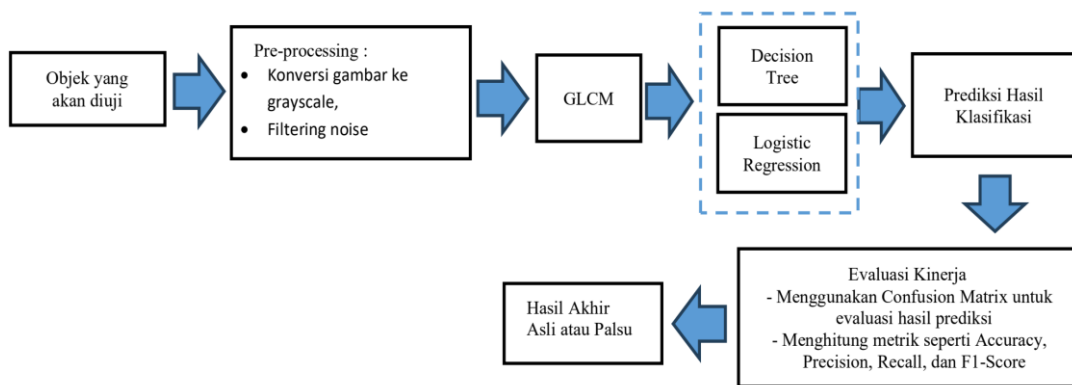 Objek yang
akan diuji
Pre-processing :
• Konversi gambar ke
grayscale,
• Filtering noise
GLCM
Decision
Tree
Logistic
Regression
Prediksi Hasil
Klasifikasi
Evaluasi Kinerja
- Menggunakan Confusion Matrix untuk
evaluasi hasil prediksi
- Menghitung metrik seperti Accuracy,
Precision, Recall, dan F1-Score
Hasil Akhir
Asli atau Palsu